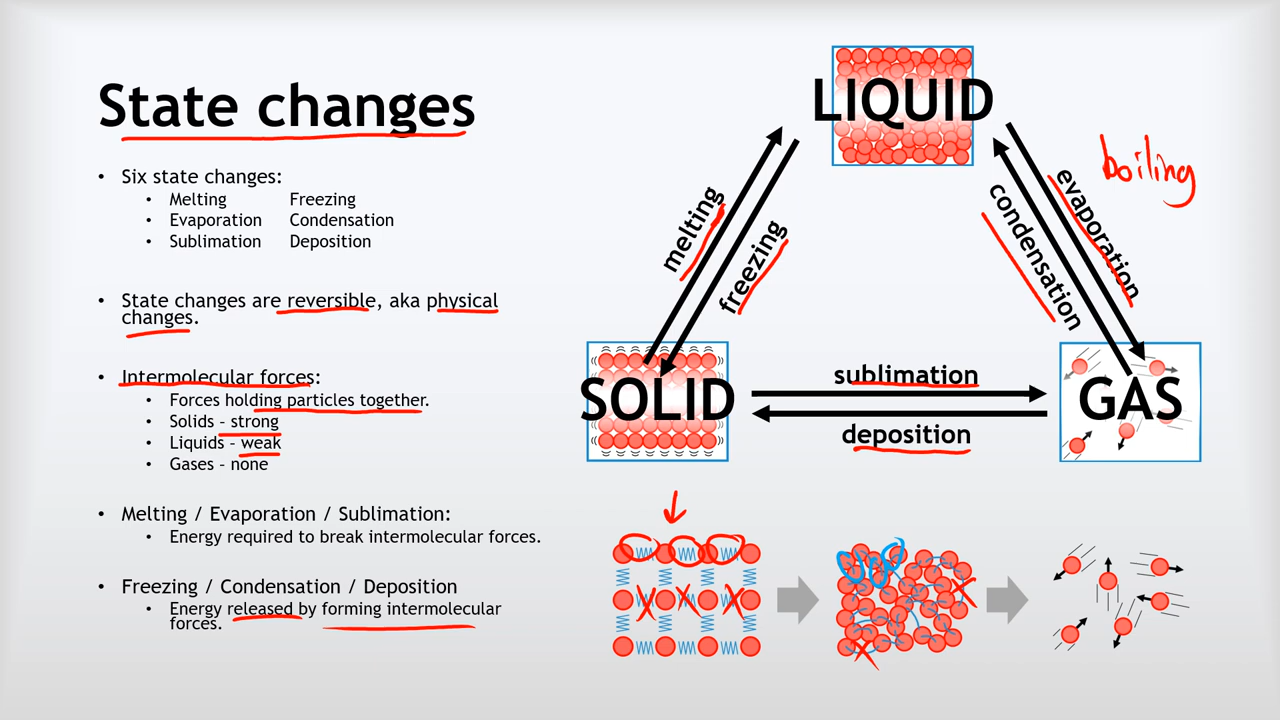 State changes
• Six state changes:
• Melting Freezing
• Evaporation Condensation
• Sublimation Deposition
• State changes are reversible, aka physical
changes.
• Intermolecular forces:
• Forces holding particles together.
• Solids – strong
• Liquids – weak
• Gases – none
• Melting / Evaporation / Sublimation:
• Energy required to break intermolecular forces.
• Freezing / Condensation / Deposition
• Energy released by forming intermolecular
forces.
LIQUID
melting
freezing
condensation
evaporation
boiling
SOLID
sublimation
deposition
GAS